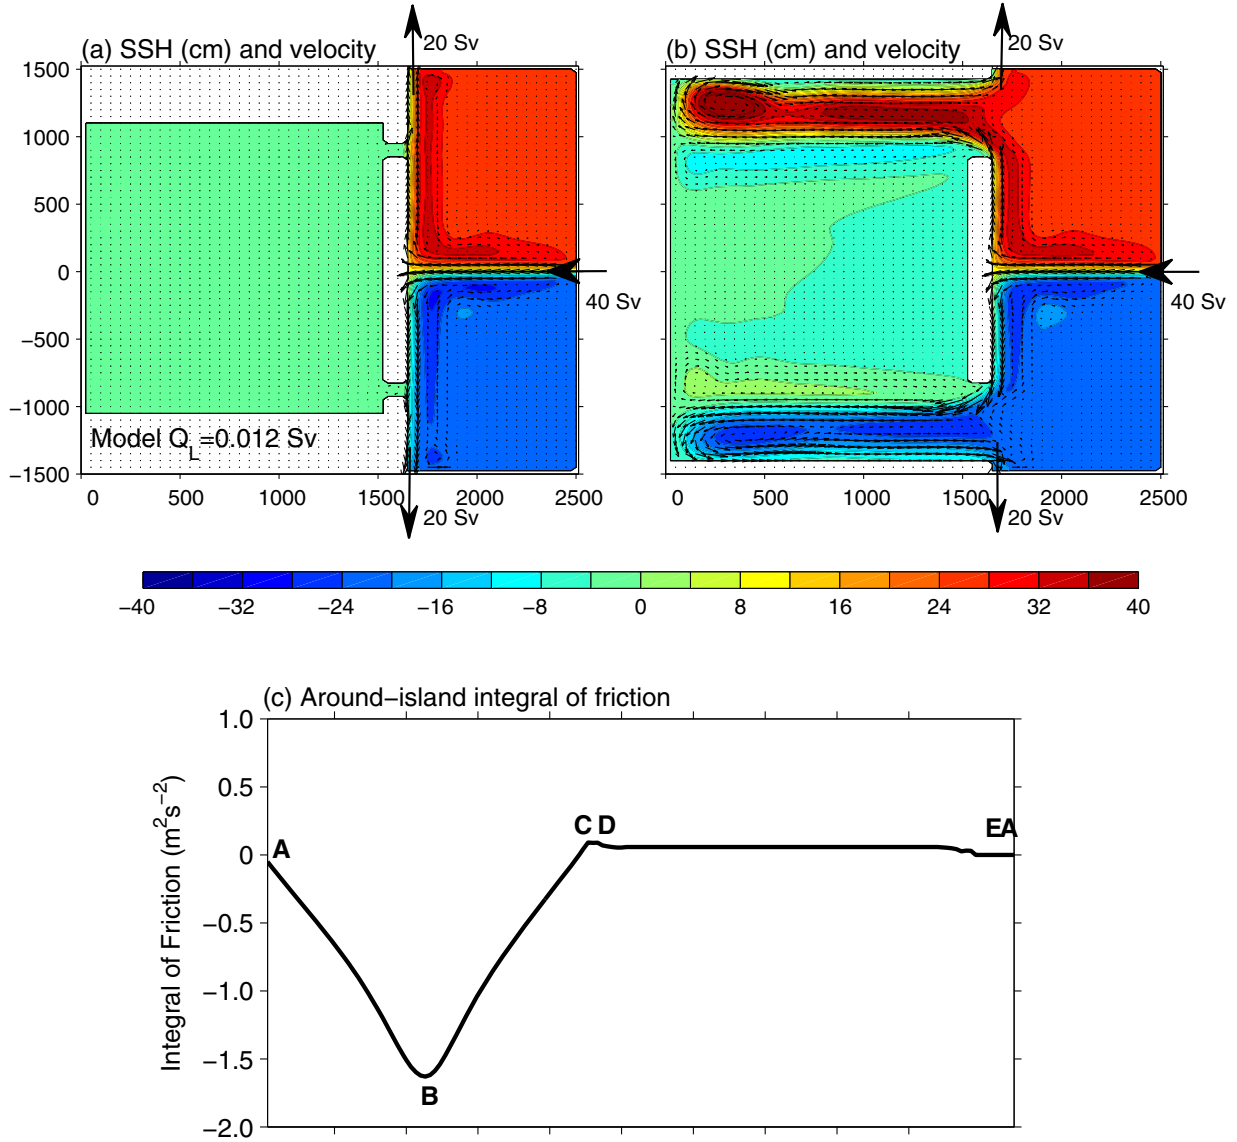 (a) SSH (cm) and velocity
20 Sv
1500
1000
500
0
−500
−1000
−1500
40 Sv
Model Q_L=0.012 Sv
0 500 1000 1500 2000 2500
20 Sv
(b) SSH (cm) and velocity
20 Sv
40 Sv
0 500 1000 1500 2000 2500
20 Sv
−40 −32 −24 −16 −8 0 8 16 24 32 40
(c) Around−island integral of friction
Integral of Friction (m²s⁻²)
1.0
0.5
0
−0.5
−1.0
−1.5
−2.0
A
B
C D
EA